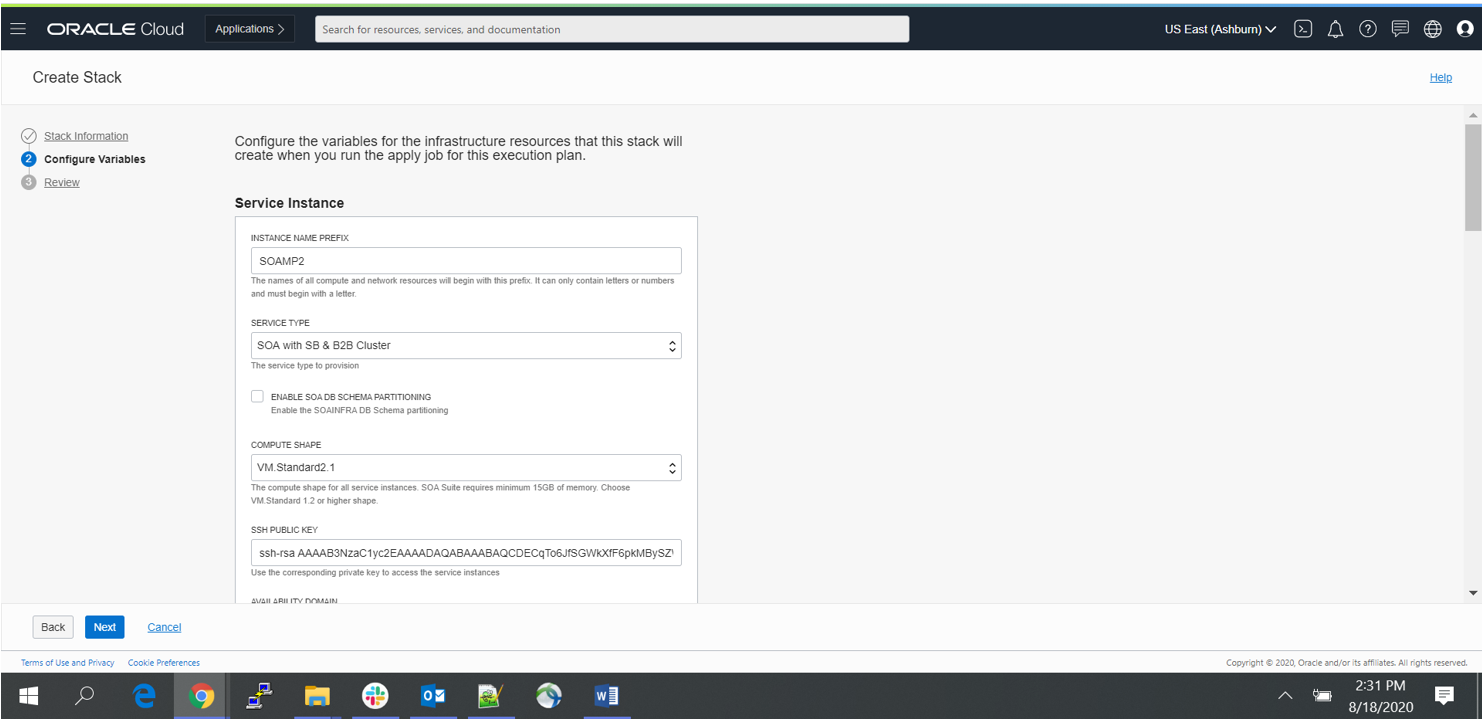 ORACLE Cloud
Applications
Search for resources, services, and documentation
US East (Ashburn)
Create Stack
Help
Stack Information
2 Configure Variables
3 Review
Configure the variables for the infrastructure resources that this stack will
create when you run the apply job for this execution plan.
Service Instance
INSTANCE NAME PREFIX
SOAMP2
The names of all compute and network resources will begin with this prefix. It can only contain letters or numbers
and must begin with a letter.
SERVICE TYPE
SOA with SB & B2B Cluster
The service type to provision
ENABLE SOA DB SCHEMA PARTITIONING
Enable the SOAINFRA DB Schema partitioning
COMPUTE SHAPE
VM.Standard2.1
The compute shape for all service instances. SOA Suite requires minimum 15GB of memory. Choose
VM.Standard 1.2 or higher shape.
SSH PUBLIC KEY
ssh-rsa AAAAB3NzaC1yc2EAAAADAQABAAABAQCDECqTo6JfSGWkXfF6pkMBySZ
Use the corresponding private key to access the service instances
AVAILABILITY DOMAIN
Back
Next
Cancel
Terms of Use and Privacy
Cookie Preferences
Copyright © 2020, Oracle and/or its affiliates. All rights reserved.
2:31 PM
8/18/2020